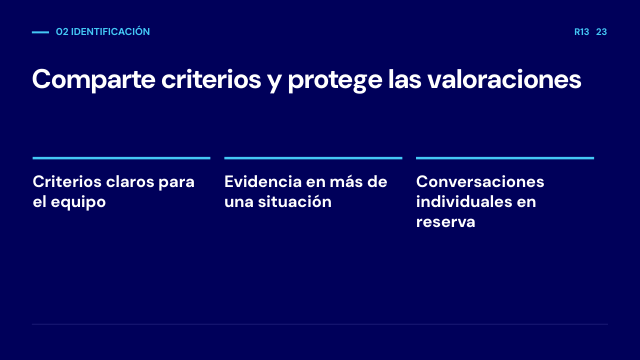 02 IDENTIFICACIÓN
R13 23
Comparte criterios y protege las valoraciones
Criterios claros para
el equipo
Evidencia en más de
una situación
Conversaciones
individuales en
reserva